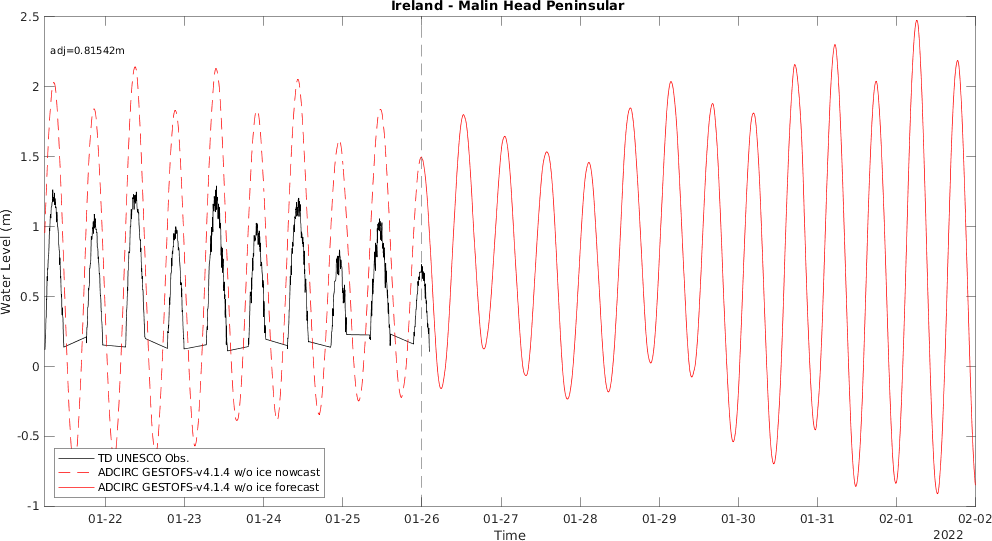 Ireland - Malin Head Peninsular
adj=0.81542m
2.5
2
1.5
1
0.5
0
-0.5
-1
Water Level (m)
TD UNESCO Obs.
ADCIRC GESTOFS-v4.1.4 w/o ice nowcast
ADCIRC GESTOFS-v4.1.4 w/o ice forecast
01-22 01-23 01-24 01-25 01-26 01-27 01-28 01-29 01-30 01-31 02-01 02-02
Time
2022